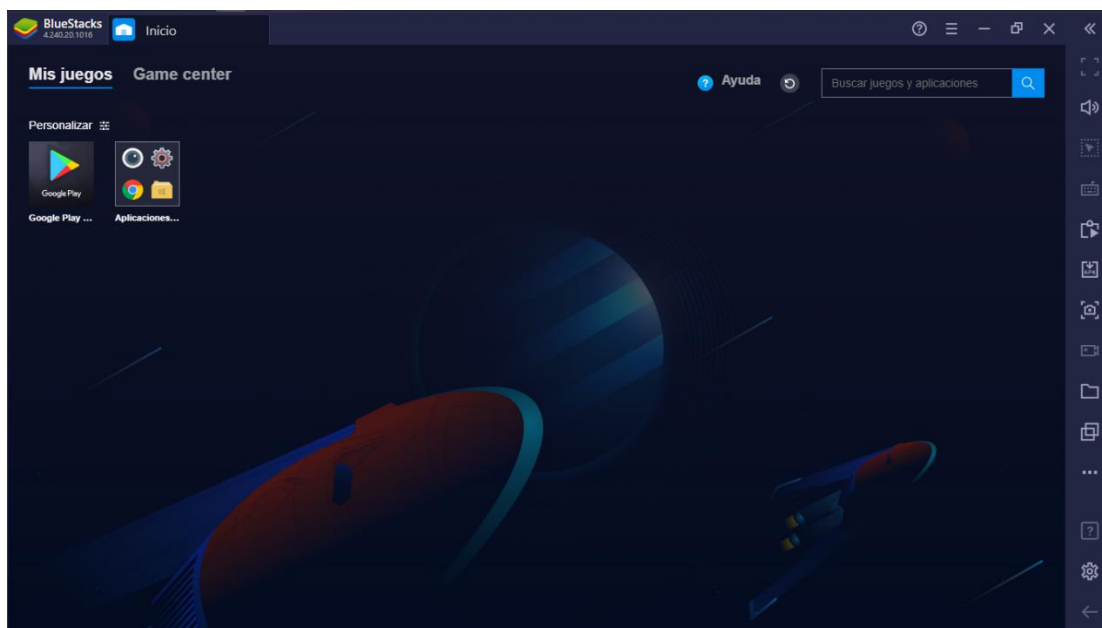 BlueStacks
4.240.20.1016
Inicio
Mis juegos
Game center
Ayuda
Buscar juegos y aplicaciones
Personalizar
Google Play
Google Play ...
Aplicaciones...
APK